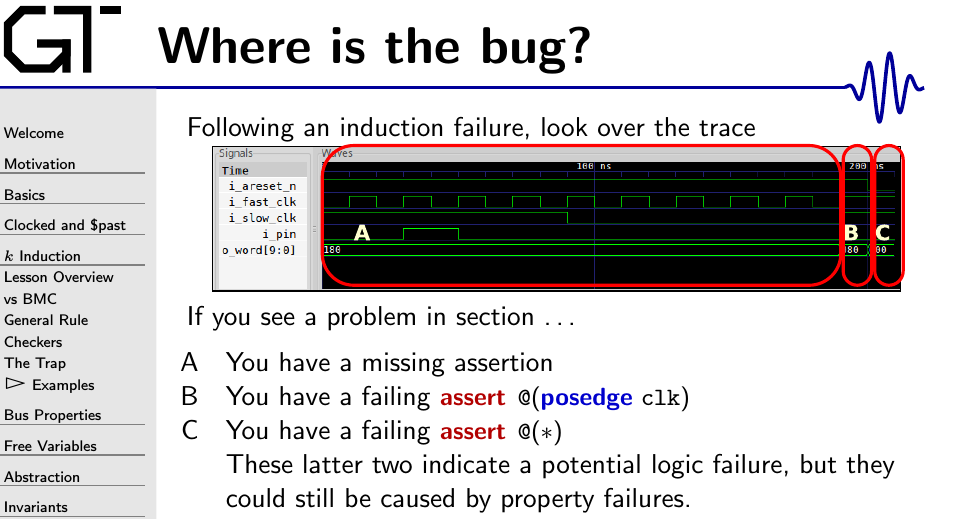 GT
Where is the bug?
Welcome
Motivation
Basics
Clocked and $past
k Induction
Lesson Overview
vs BMC
General Rule
Checkers
The Trap
Examples
Bus Properties
Free Variables
Abstraction
Invariants
Following an induction failure, look over the trace
Signals
Waves
Time
100 ns
200 ns
i_areset_n
i_fast_clk
i_slow_clk
i_pin
A
B
C
o_word[9:0]
180
If you see a problem in section ...
A You have a missing assertion
B You have a failing assert @(posedge clk)
C You have a failing assert @(*)
These latter two indicate a potential logic failure, but they
could still be caused by property failures.